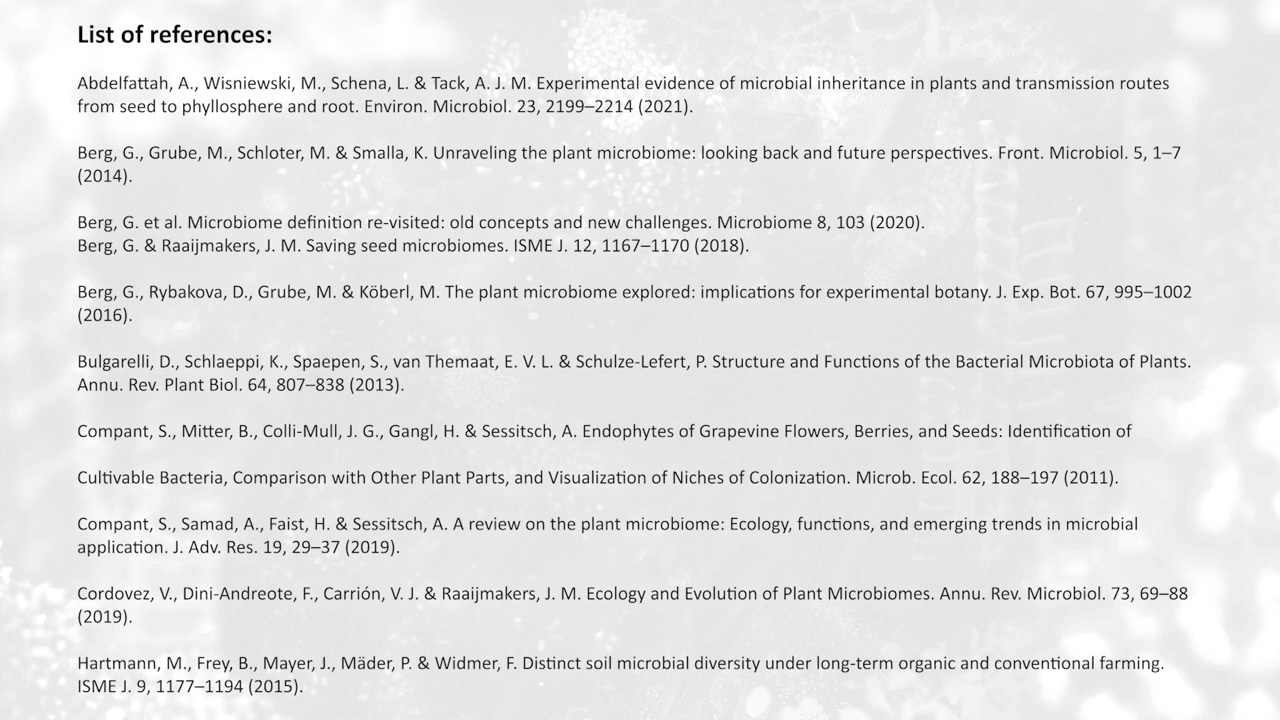 List of references:
Abdelfattah, A., Wisniewski, M., Schena, L. & Tack, A. J. M. Experimental evidence of microbial inheritance in plants and transmission routes
from seed to phyllosphere and root. Environ. Microbiol. 23, 2199–2214 (2021).
Berg, G., Grube, M., Schloter, M. & Smalla, K. Unraveling the plant microbiome: looking back and future perspectives. Front. Microbiol. 5, 1–7
(2014).
Berg, G. et al. Microbiome definition re-visited: old concepts and new challenges. Microbiome 8, 103 (2020).
Berg, G. & Raaijmakers, J. M. Saving seed microbiomes. ISME J. 12, 1167–1170 (2018).
Berg, G., Rybakova, D., Grube, M. & Köberl, M. The plant microbiome explored: implications for experimental botany. J. Exp. Bot. 67, 995–1002
(2016).
Bulgarelli, D., Schlaeppi, K., Spaepen, S., van Themaat, E. V. L. & Schulze-Lefert, P. Structure and Functions of the Bacterial Microbiota of Plants.
Annu. Rev. Plant Biol. 64, 807–838 (2013).
Compant, S., Mitter, B., Colli-Mull, J. G., Gangl, H. & Sessitsch, A. Endophytes of Grapevine Flowers, Berries, and Seeds: Identification of
Cultivable Bacteria, Comparison with Other Plant Parts, and Visualization of Niches of Colonization. Microb. Ecol. 62, 188–197 (2011).
Compant, S., Samad, A., Faist, H. & Sessitsch, A. A review on the plant microbiome: Ecology, functions, and emerging trends in microbial
application. J. Adv. Res. 19, 29–37 (2019).
Cordovez, V., Dini-Andreote, F., Carrión, V. J. & Raaijmakers, J. M. Ecology and Evolution of Plant Microbiomes. Annu. Rev. Microbiol. 73, 69–88
(2019).
Hartmann, M., Frey, B., Mayer, J., Mäder, P. & Widmer, F. Distinct soil microbial diversity under long-term organic and conventional farming.
ISME J. 9, 1177–1194 (2015).